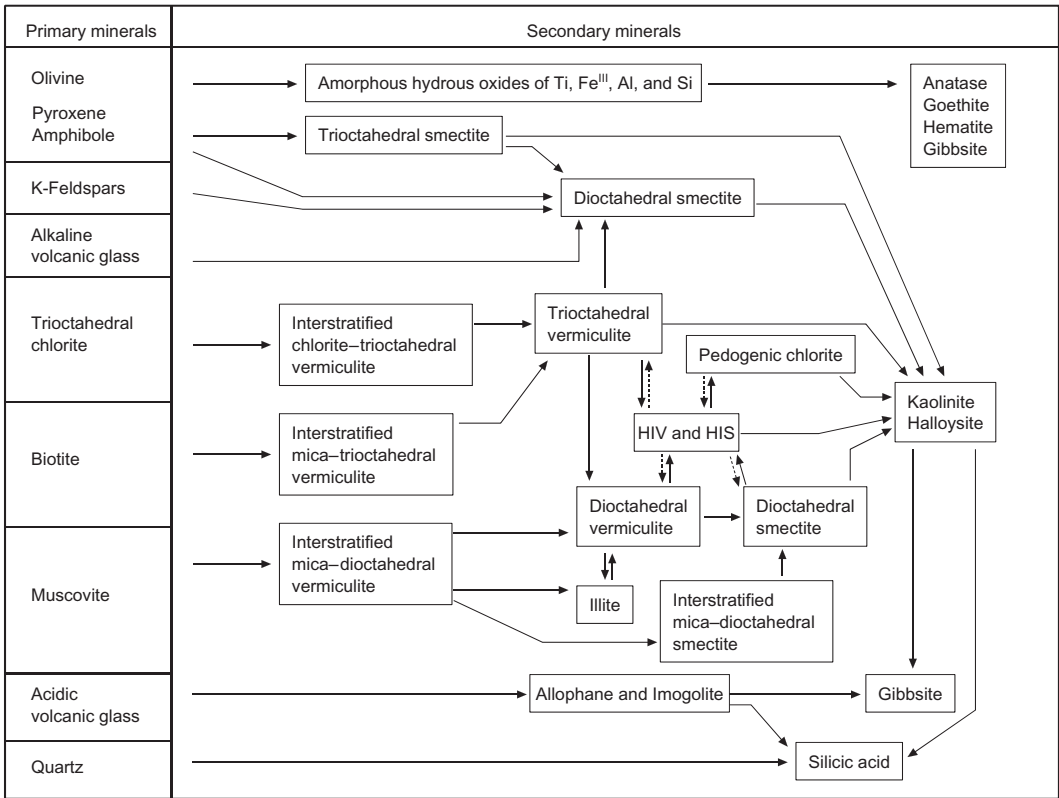 Primary minerals
Secondary minerals
Olivine
Pyroxene
Amphibole
K-Feldspars
Alkaline
volcanic glass
Trioctahedral
chlorite
Biotite
Muscovite
Acidic
volcanic glass
Quartz
Amorphous hydrous oxides of Ti, Feᴵᴵᴵ, Al, and Si
Anatase
Goethite
Hematite
Gibbsite
Trioctahedral smectite
Dioctahedral smectite
Interstratified
chlorite–trioctahedral
vermiculite
Trioctahedral
vermiculite
Pedogenic chlorite
Kaolinite
Halloysite
Interstratified
mica–trioctahedral
vermiculite
HIV and HIS
Interstratified
mica–dioctahedral
vermiculite
Dioctahedral
vermiculite
Dioctahedral
smectite
Illite
Interstratified
mica–dioctahedral
smectite
Allophane and Imogolite
Gibbsite
Silicic acid